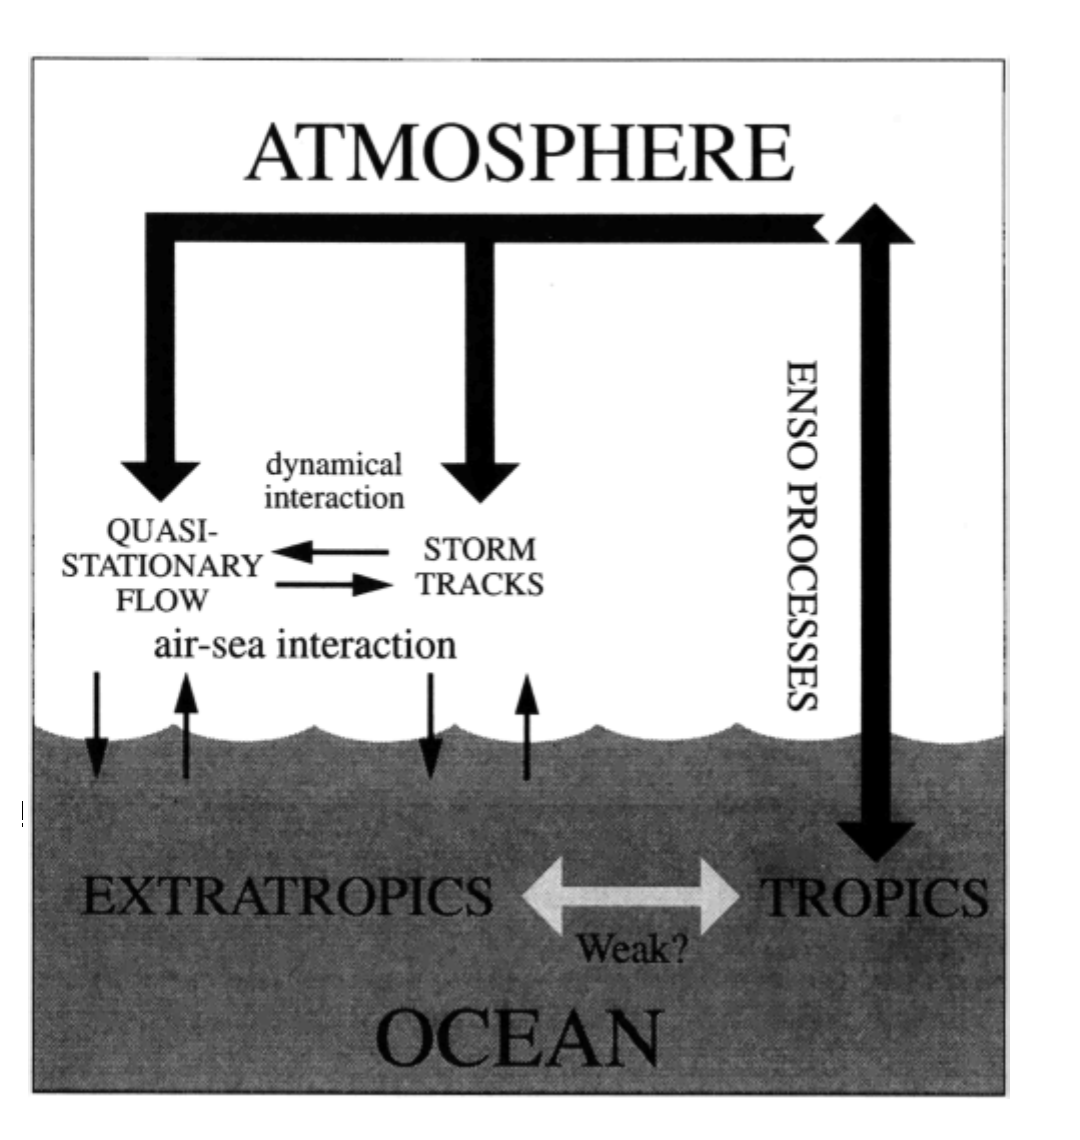 ATMOSPHERE
ENSO PROCESSES
dynamical
interaction
QUASI-
STATIONARY
FLOW
STORM
TRACKS
air-sea interaction
EXTRATROPICS
TROPICS
Weak?
OCEAN